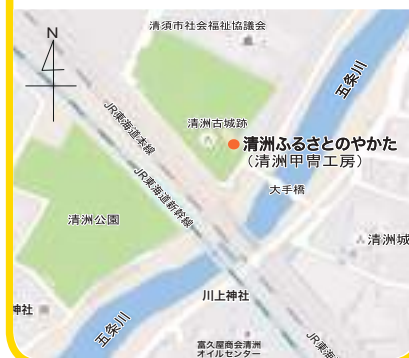 清須市社会福祉協議会
N
五条川
JR東海道本線
清洲古城跡
清洲ふるさとのやかた
（清洲甲冑工房）
JR東海道新幹線
大手橋
清洲公園
清洲城
川上神社
神社
五条川
富久屋商会清洲
オイルセンター
JR東海